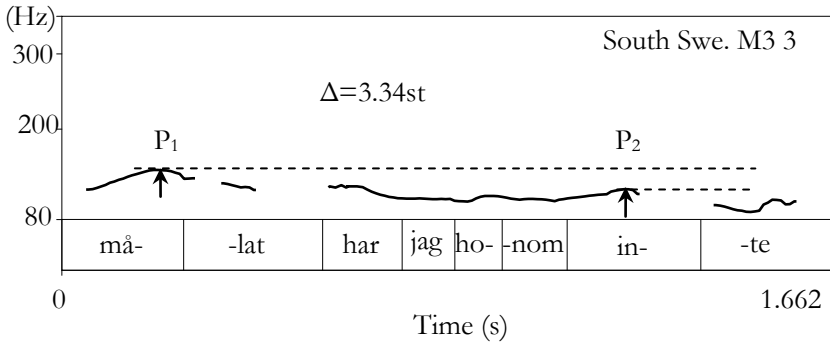 (Hz)
South Swe. M3 3
300
Δ=3.34st
200
P₁ P₂
80
må- -lat har jag ho- -nom in- -te
0 1.662
Time (s)